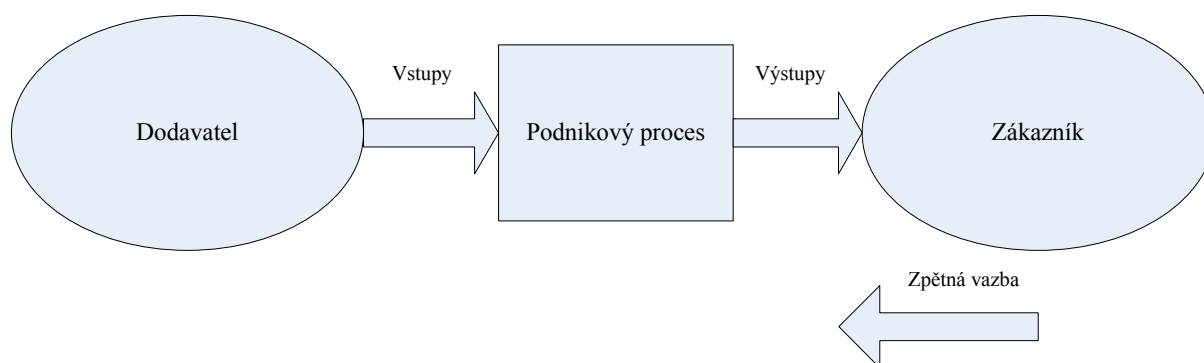 Vstupy
Výstupy
Dodavatel
Podnikový proces
Zákazník
Zpětná vazba